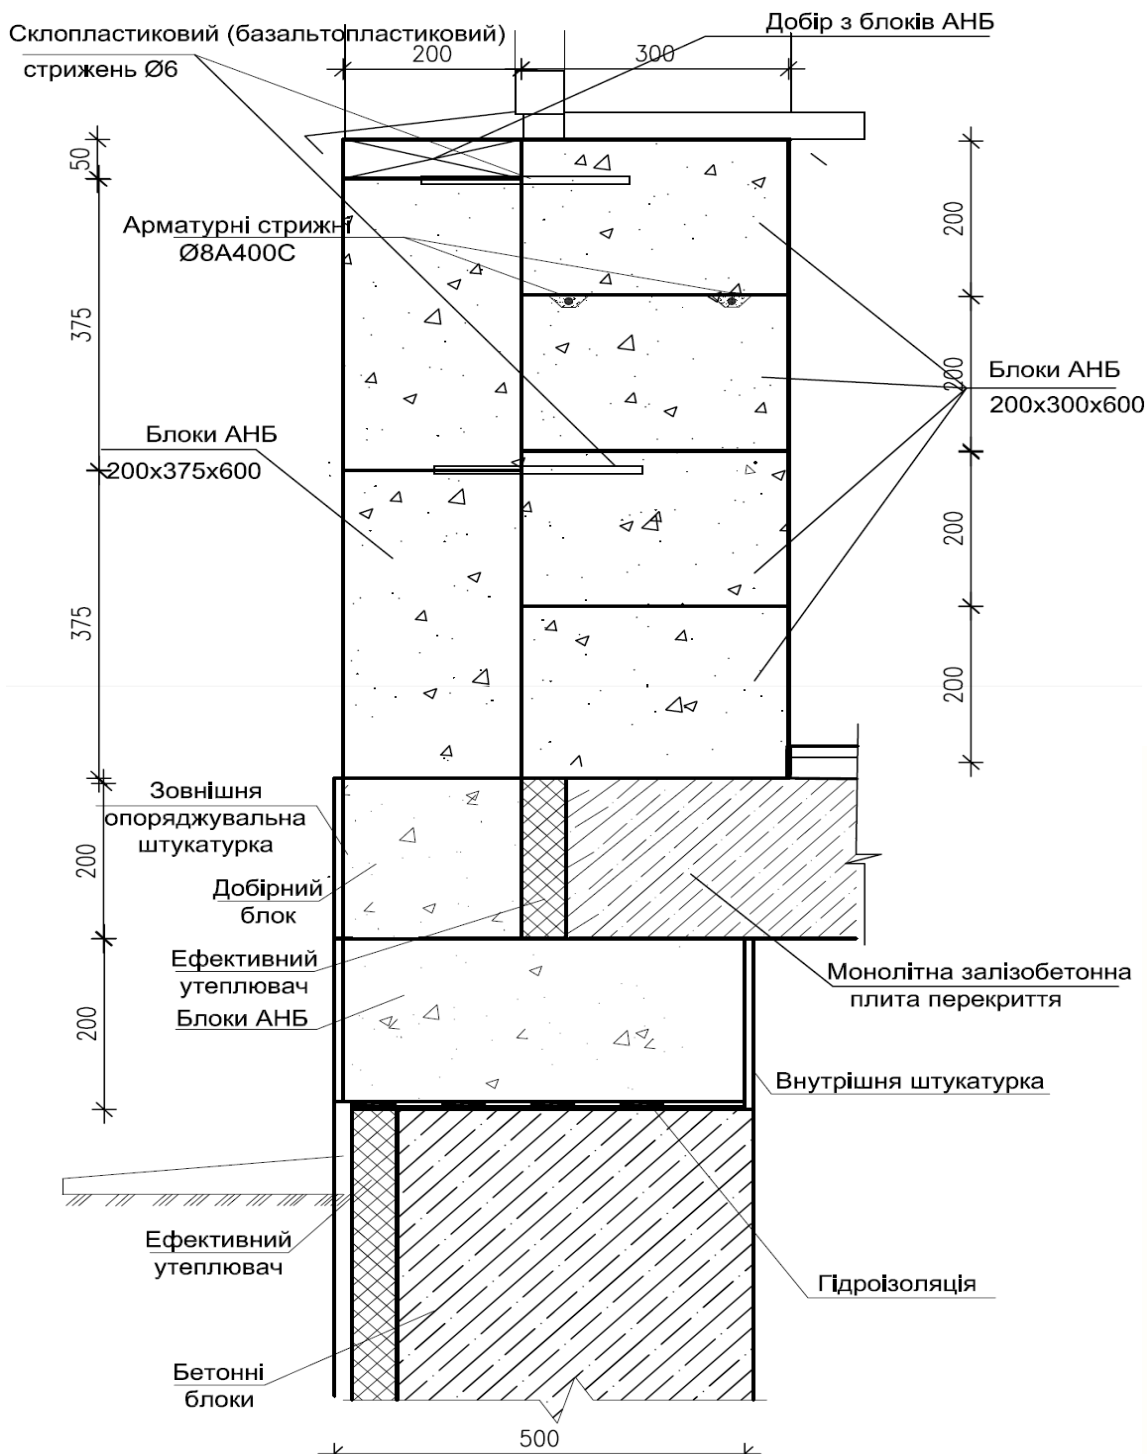 Склопластиковий (базальтопластиковий)
стрижень Ø6
Добір з блоків АНБ
200
300
50
Арматурні стрижні
Ø8А400С
200
375
200
Блоки АНБ
200х300х600
Блоки АНБ
200х375х600
200
375
200
Зовнішня
опоряджувальна
штукатурка
200
Добірний
блок
Ефективний
утеплювач
Монолітна залізобетонна
плита перекриття
Блоки АНБ
200
Внутрішня штукатурка
Ефективний
утеплювач
Гідроізоляція
Бетонні
блоки
500